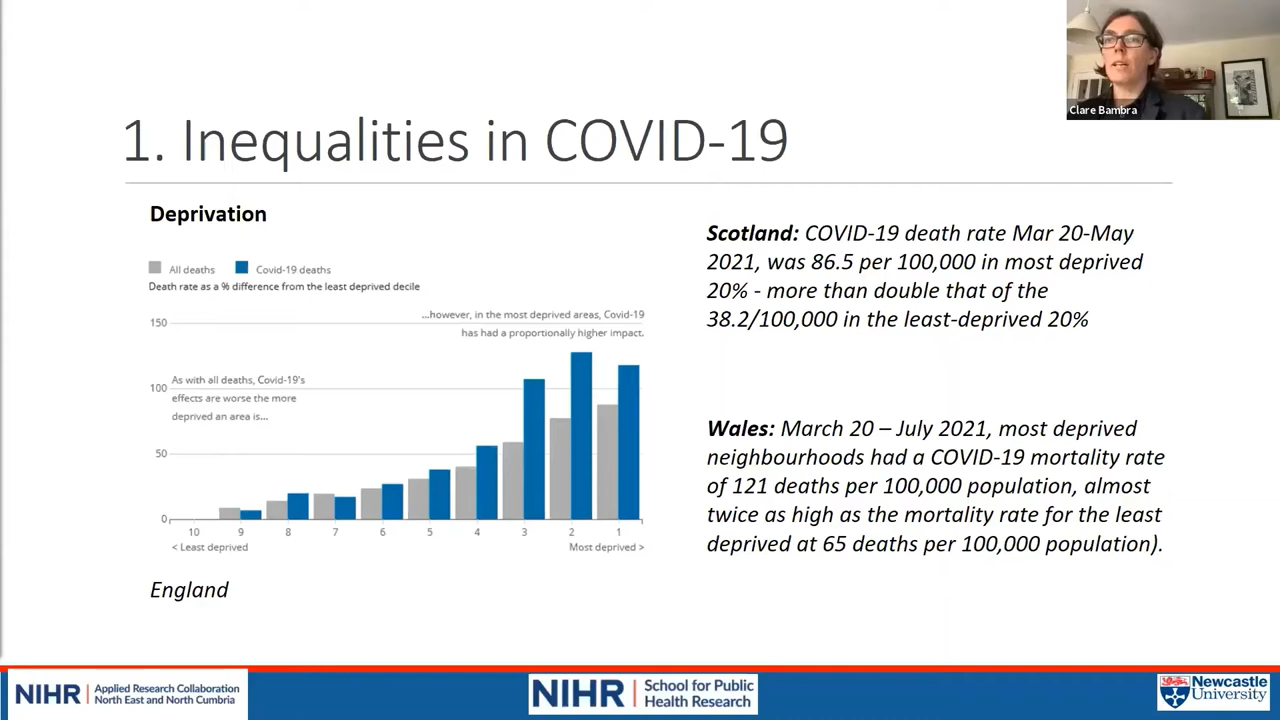 Clare Bambra
1. Inequalities in COVID-19
Deprivation
All deaths
Covid-19 deaths
Death rate as a % difference from the least deprived decile
...however, in the most deprived areas, Covid-19
has had a proportionally higher impact.
As with all deaths, Covid-19's
effects are worse the more
deprived an area is...
150
100
50
0
10 9 8 7 6 5 4 3 2 1
< Least deprived
Most deprived >
England
Scotland: COVID-19 death rate Mar 20-May
2021, was 86.5 per 100,000 in most deprived
20% - more than double that of the
38.2/100,000 in the least-deprived 20%
Wales: March 20 – July 2021, most deprived
neighbourhoods had a COVID-19 mortality rate
of 121 deaths per 100,000 population, almost
twice as high as the mortality rate for the least
deprived at 65 deaths per 100,000 population).
NIHR | Applied Research Collaboration
North East and North Cumbria
NIHR | School for Public
Health Research
Newcastle
University